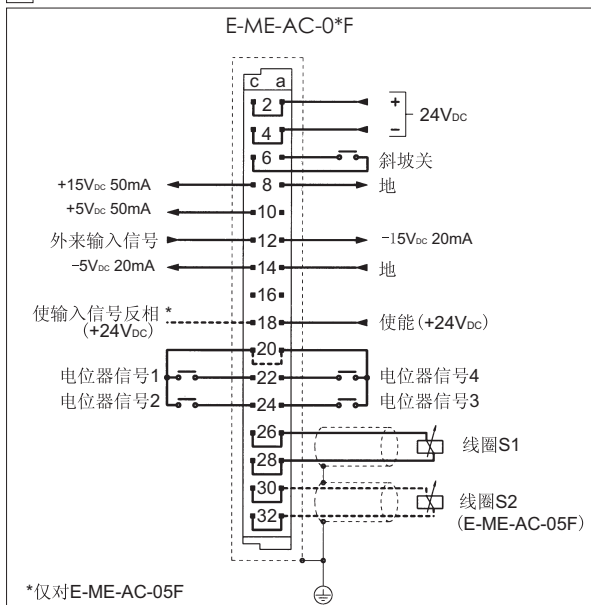 E-ME-AC-0*F
c a
2
+
24VDC
4
−
6
斜坡关
+15VDC 50mA
8
地
+5VDC 50mA
10
外来输入信号
12
−15VDC 20mA
−5VDC 20mA
14
地
16
使输入信号反相 *
(+24VDC)
18
使能(+24VDC)
20
电位器信号1
22
电位器信号4
电位器信号2
24
电位器信号3
26
线圈S1
28
30
线圈S2
(E-ME-AC-05F)
32
*仅对E-ME-AC-05F